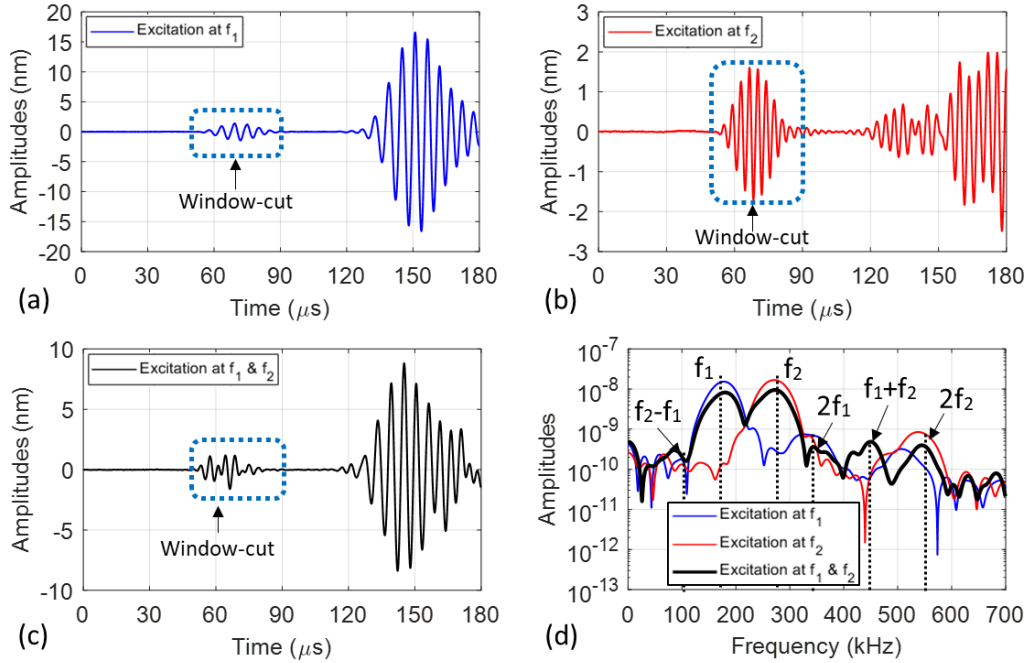 Excitation at f1
20
15
10
5
0
-5
-10
-15
-20
Amplitudes (nm)
Window-cut
0 30 60 90 120 150 180
Time (μs)
(a)
Excitation at f2
3
2
1
0
-1
-2
-3
Amplitudes (nm)
Window-cut
0 30 60 90 120 150 180
Time (μs)
(b)
Excitation at f1 & f2
10
5
0
-5
-10
Amplitudes (nm)
Window-cut
0 30 60 90 120 150 180
Time (μs)
(c)
10-7
10-8
10-9
10-10
10-11
10-12
10-13
Amplitudes
f2-f1
f1
f2
2f1
f1+f2
2f2
Excitation at f1
Excitation at f2
Excitation at f1 & f2
0 100 200 300 400 500 600 700
Frequency (kHz)
(d)